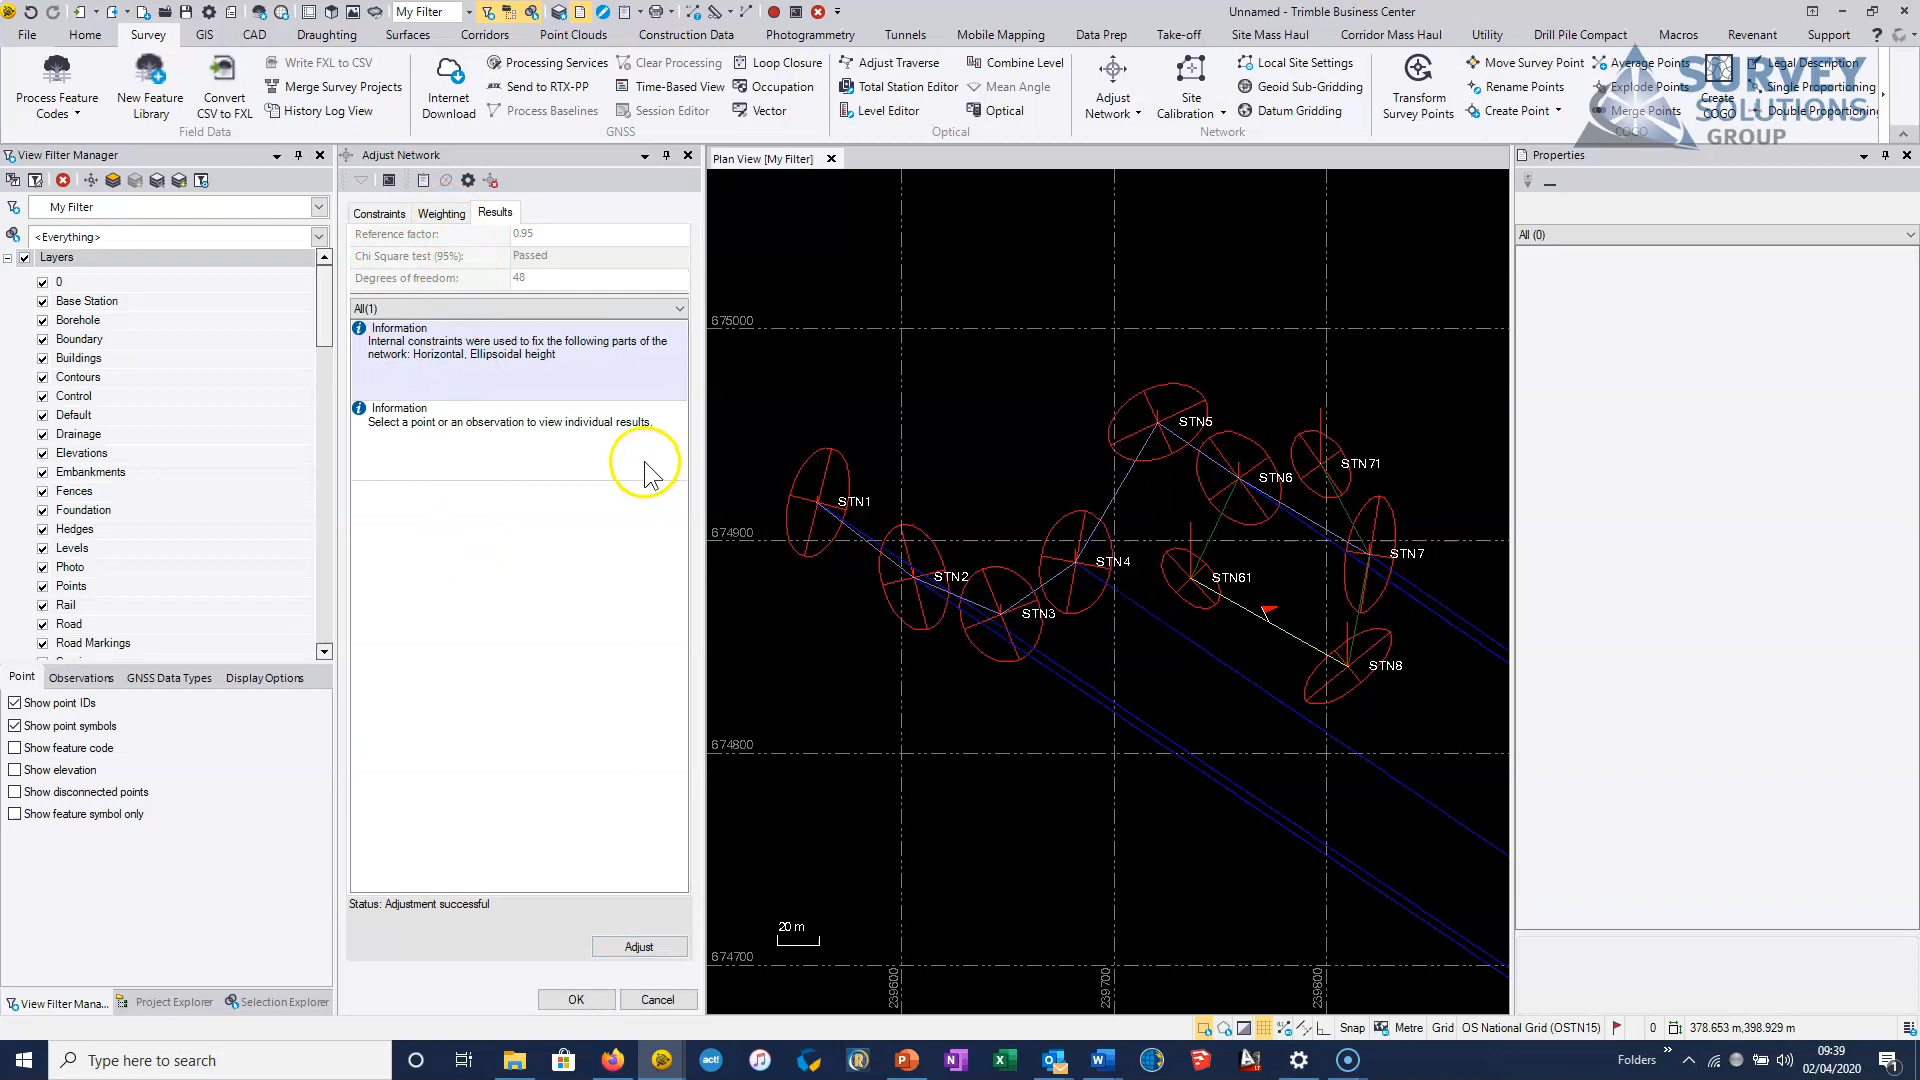 My Filter
Unnamed - Trimble Business Center
File Home Survey GIS CAD Draughting Surfaces Corridors Point Clouds Construction Data Photogrammetry Tunnels Mobile Mapping Data Prep Take-off Site Mass Haul Corridor Mass Haul Utility Drill Pile Compact Macros Revenant Support
Process Feature Codes
New Feature Library
Convert CSV to FXL
Write FXL to CSV
Merge Survey Projects
History Log View
Field Data
Internet Download
Processing Services
Send to RTX-PP
Process Baselines
Clear Processing
Time-Based View
Session Editor
Loop Closure
Occupation
Vector
GNSS
Adjust Traverse
Total Station Editor
Level Editor
Combine Level
Mean Angle
Optical
Optical
Adjust Network
Site Calibration
Local Site Settings
Geoid Sub-Gridding
Datum Gridding
Network
Transform Survey Points
Move Survey Point
Rename Points
Create Point
Average Points
Explode Points
Merge Points
Create COGO
Legal Description
Single Proportioning
Double Proportioning
COGO
SURVEY
SOLUTIONS
GROUP
View Filter Manager
My Filter
<Everything>
Layers
0
Base Station
Borehole
Boundary
Buildings
Contours
Control
Default
Drainage
Elevations
Embankments
Fences
Foundation
Hedges
Levels
Photo
Points
Rail
Road
Road Markings
Point Observations GNSS Data Types Display Options
Show point IDs
Show point symbols
Show feature code
Show elevation
Show disconnected points
Show feature symbol only
View Filter Mana... Project Explorer Selection Explorer
Adjust Network
Constraints Weighting Results
Reference factor: 0.95
Chi Square test (95%): Passed
Degrees of freedom: 48
All(1)
Information
Internal constraints were used to fix the following parts of the
network: Horizontal, Ellipsoidal height
Information
Select a point or an observation to view individual results.
Status: Adjustment successful
Adjust
OK Cancel
Plan View [My Filter]
675000
674900
674800
674700
239600
239700
239800
STN1
STN2
STN3
STN4
STN5
STN6
STN71
STN61
STN7
STN8
20 m
Properties
All (0)
Snap Metre Grid OS National Grid (OSTN15) 0 378.653 m,398.929 m
Type here to search
act!
Folders
09:39
02/04/2020
1